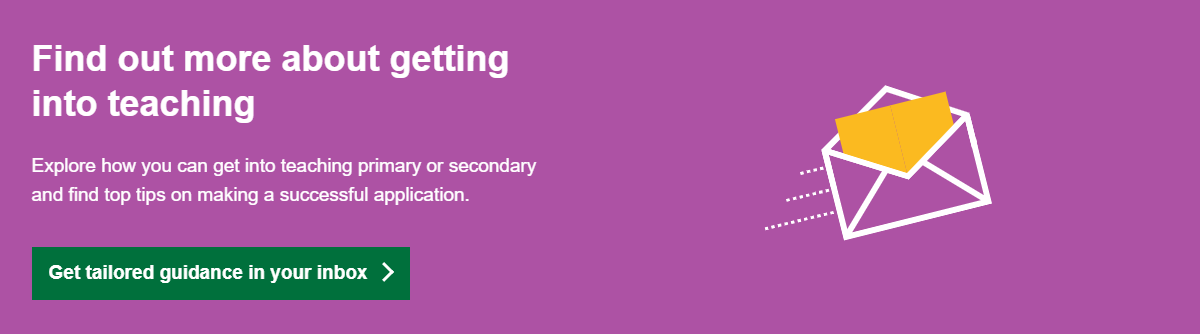 Find out more about getting
into teaching
Explore how you can get into teaching primary or secondary
and find top tips on making a successful application.
Get tailored guidance in your inbox